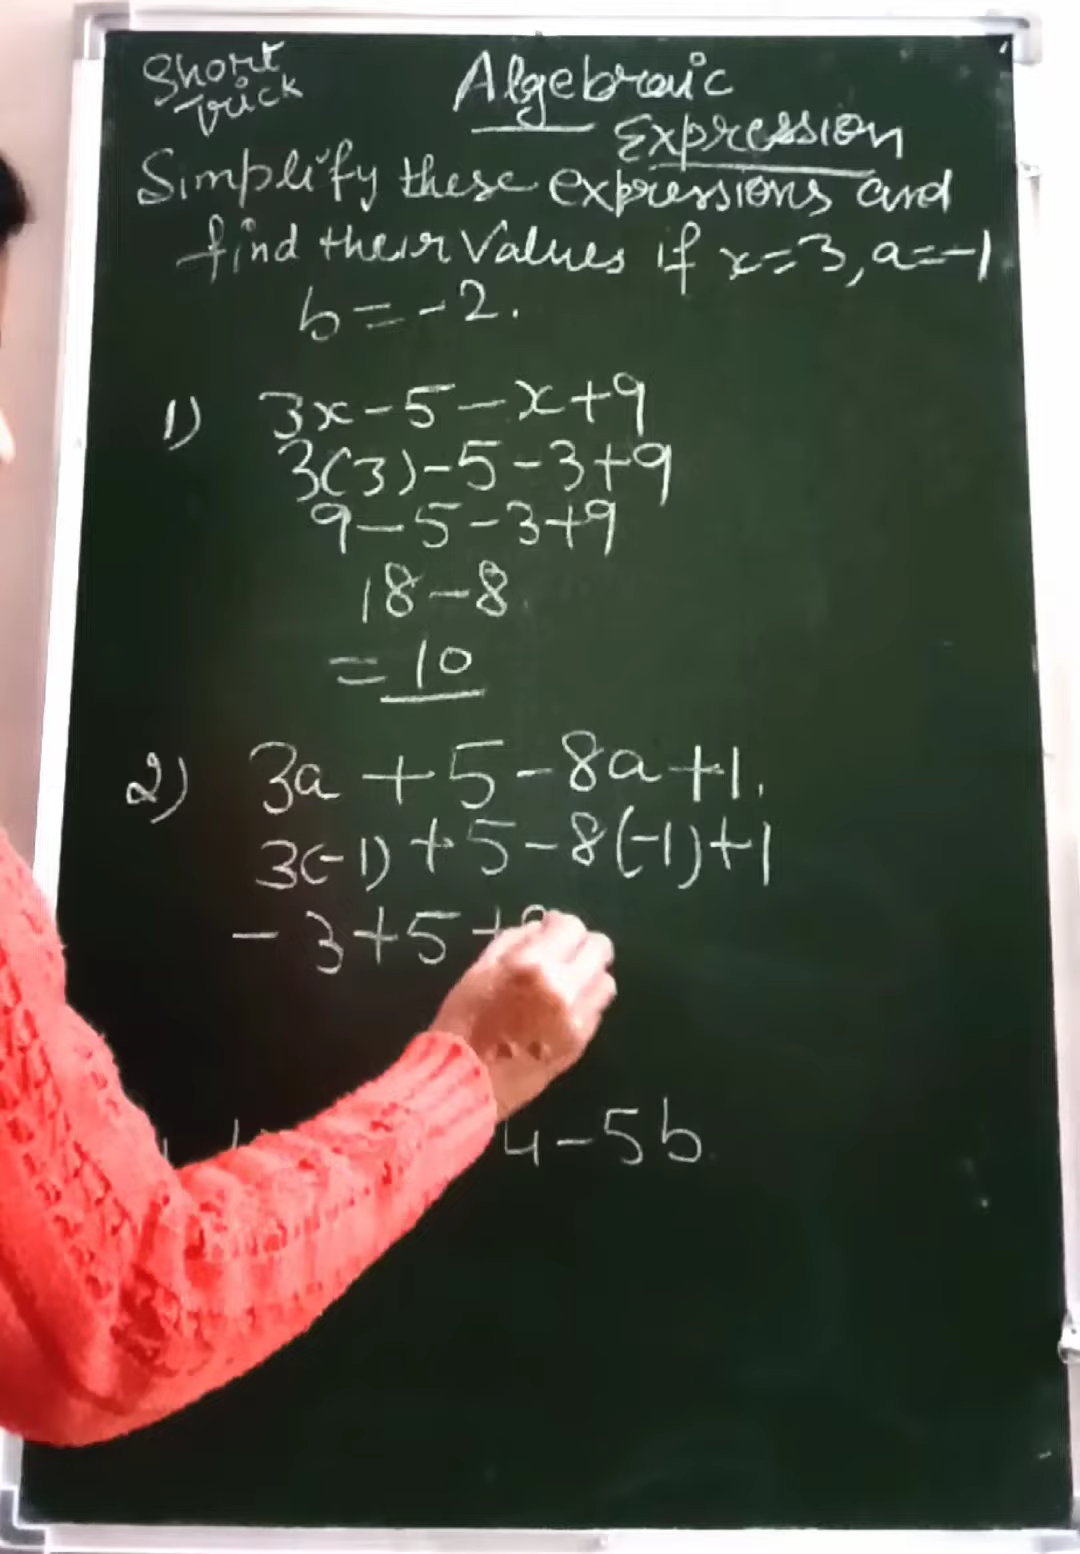 Short
trick
Algebraic
Expression
Simplify these expressions and
find their values if x=3, a=-1
b=-2.
1) 3x-5-x+9
3(3)-5-3+9
9-5-3+9
18-8
=10
2) 3a+5-8a+1.
3(-1)+5-8(-1)+1
-3+5+
4-5b